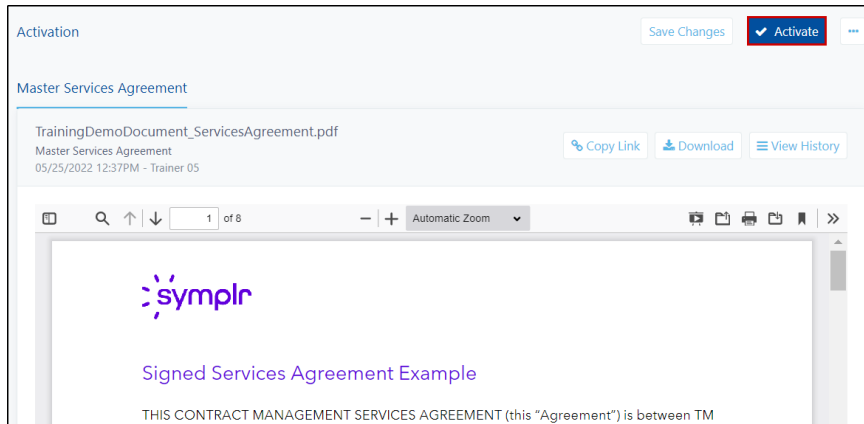 Activation
Save Changes
Activate
Master Services Agreement
TrainingDemoDocument_ServicesAgreement.pdf
Master Services Agreement
05/25/2022 12:37PM - Trainer 05
Copy Link
Download
View History
1 of 8
Automatic Zoom
symplr
Signed Services Agreement Example
THIS CONTRACT MANAGEMENT SERVICES AGREEMENT (this “Agreement”) is between TM